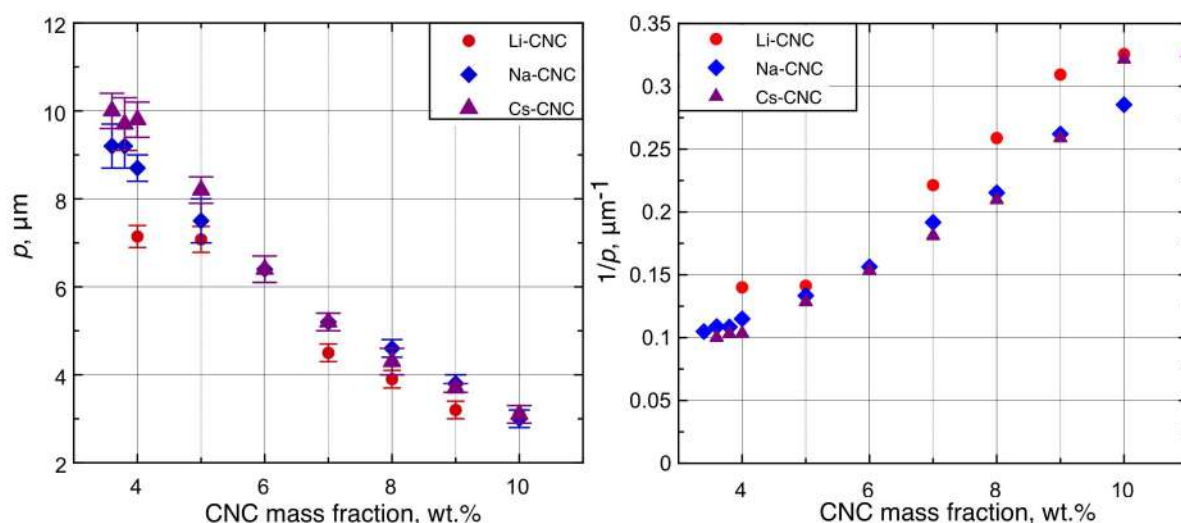 12
10
8
6
4
2
p, µm
4
6
8
10
CNC mass fraction, wt.%
Li-CNC
Na-CNC
Cs-CNC
0.35
0.3
0.25
0.2
0.15
0.1
0.05
0
1/p, µm⁻¹
4
6
8
10
CNC mass fraction, wt.%
Li-CNC
Na-CNC
Cs-CNC